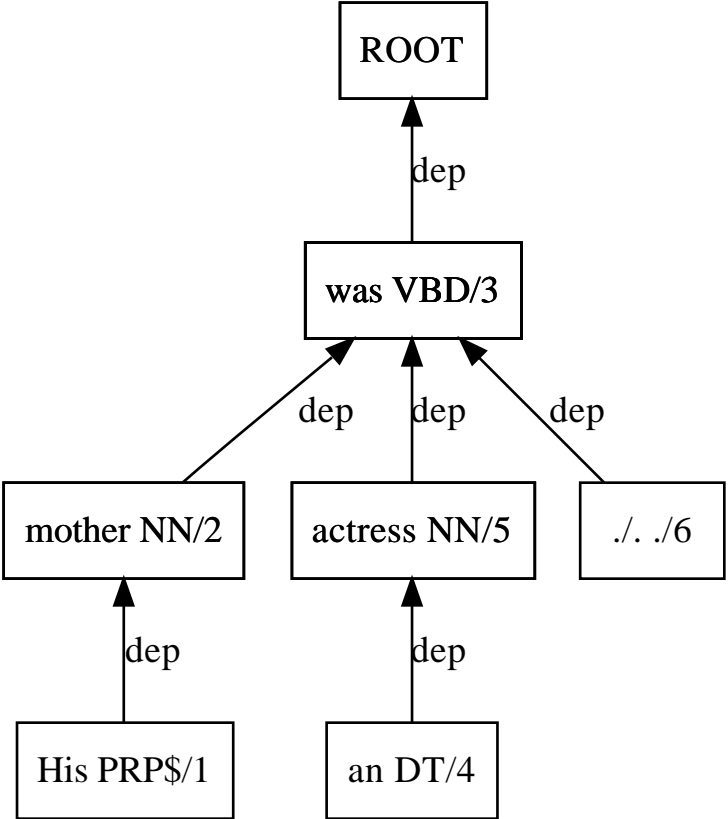 ROOT
dep
was VBD/3
dep dep dep
mother NN/2 actress NN/5 ./. ./6
dep dep
His PRP$/1 an DT/4